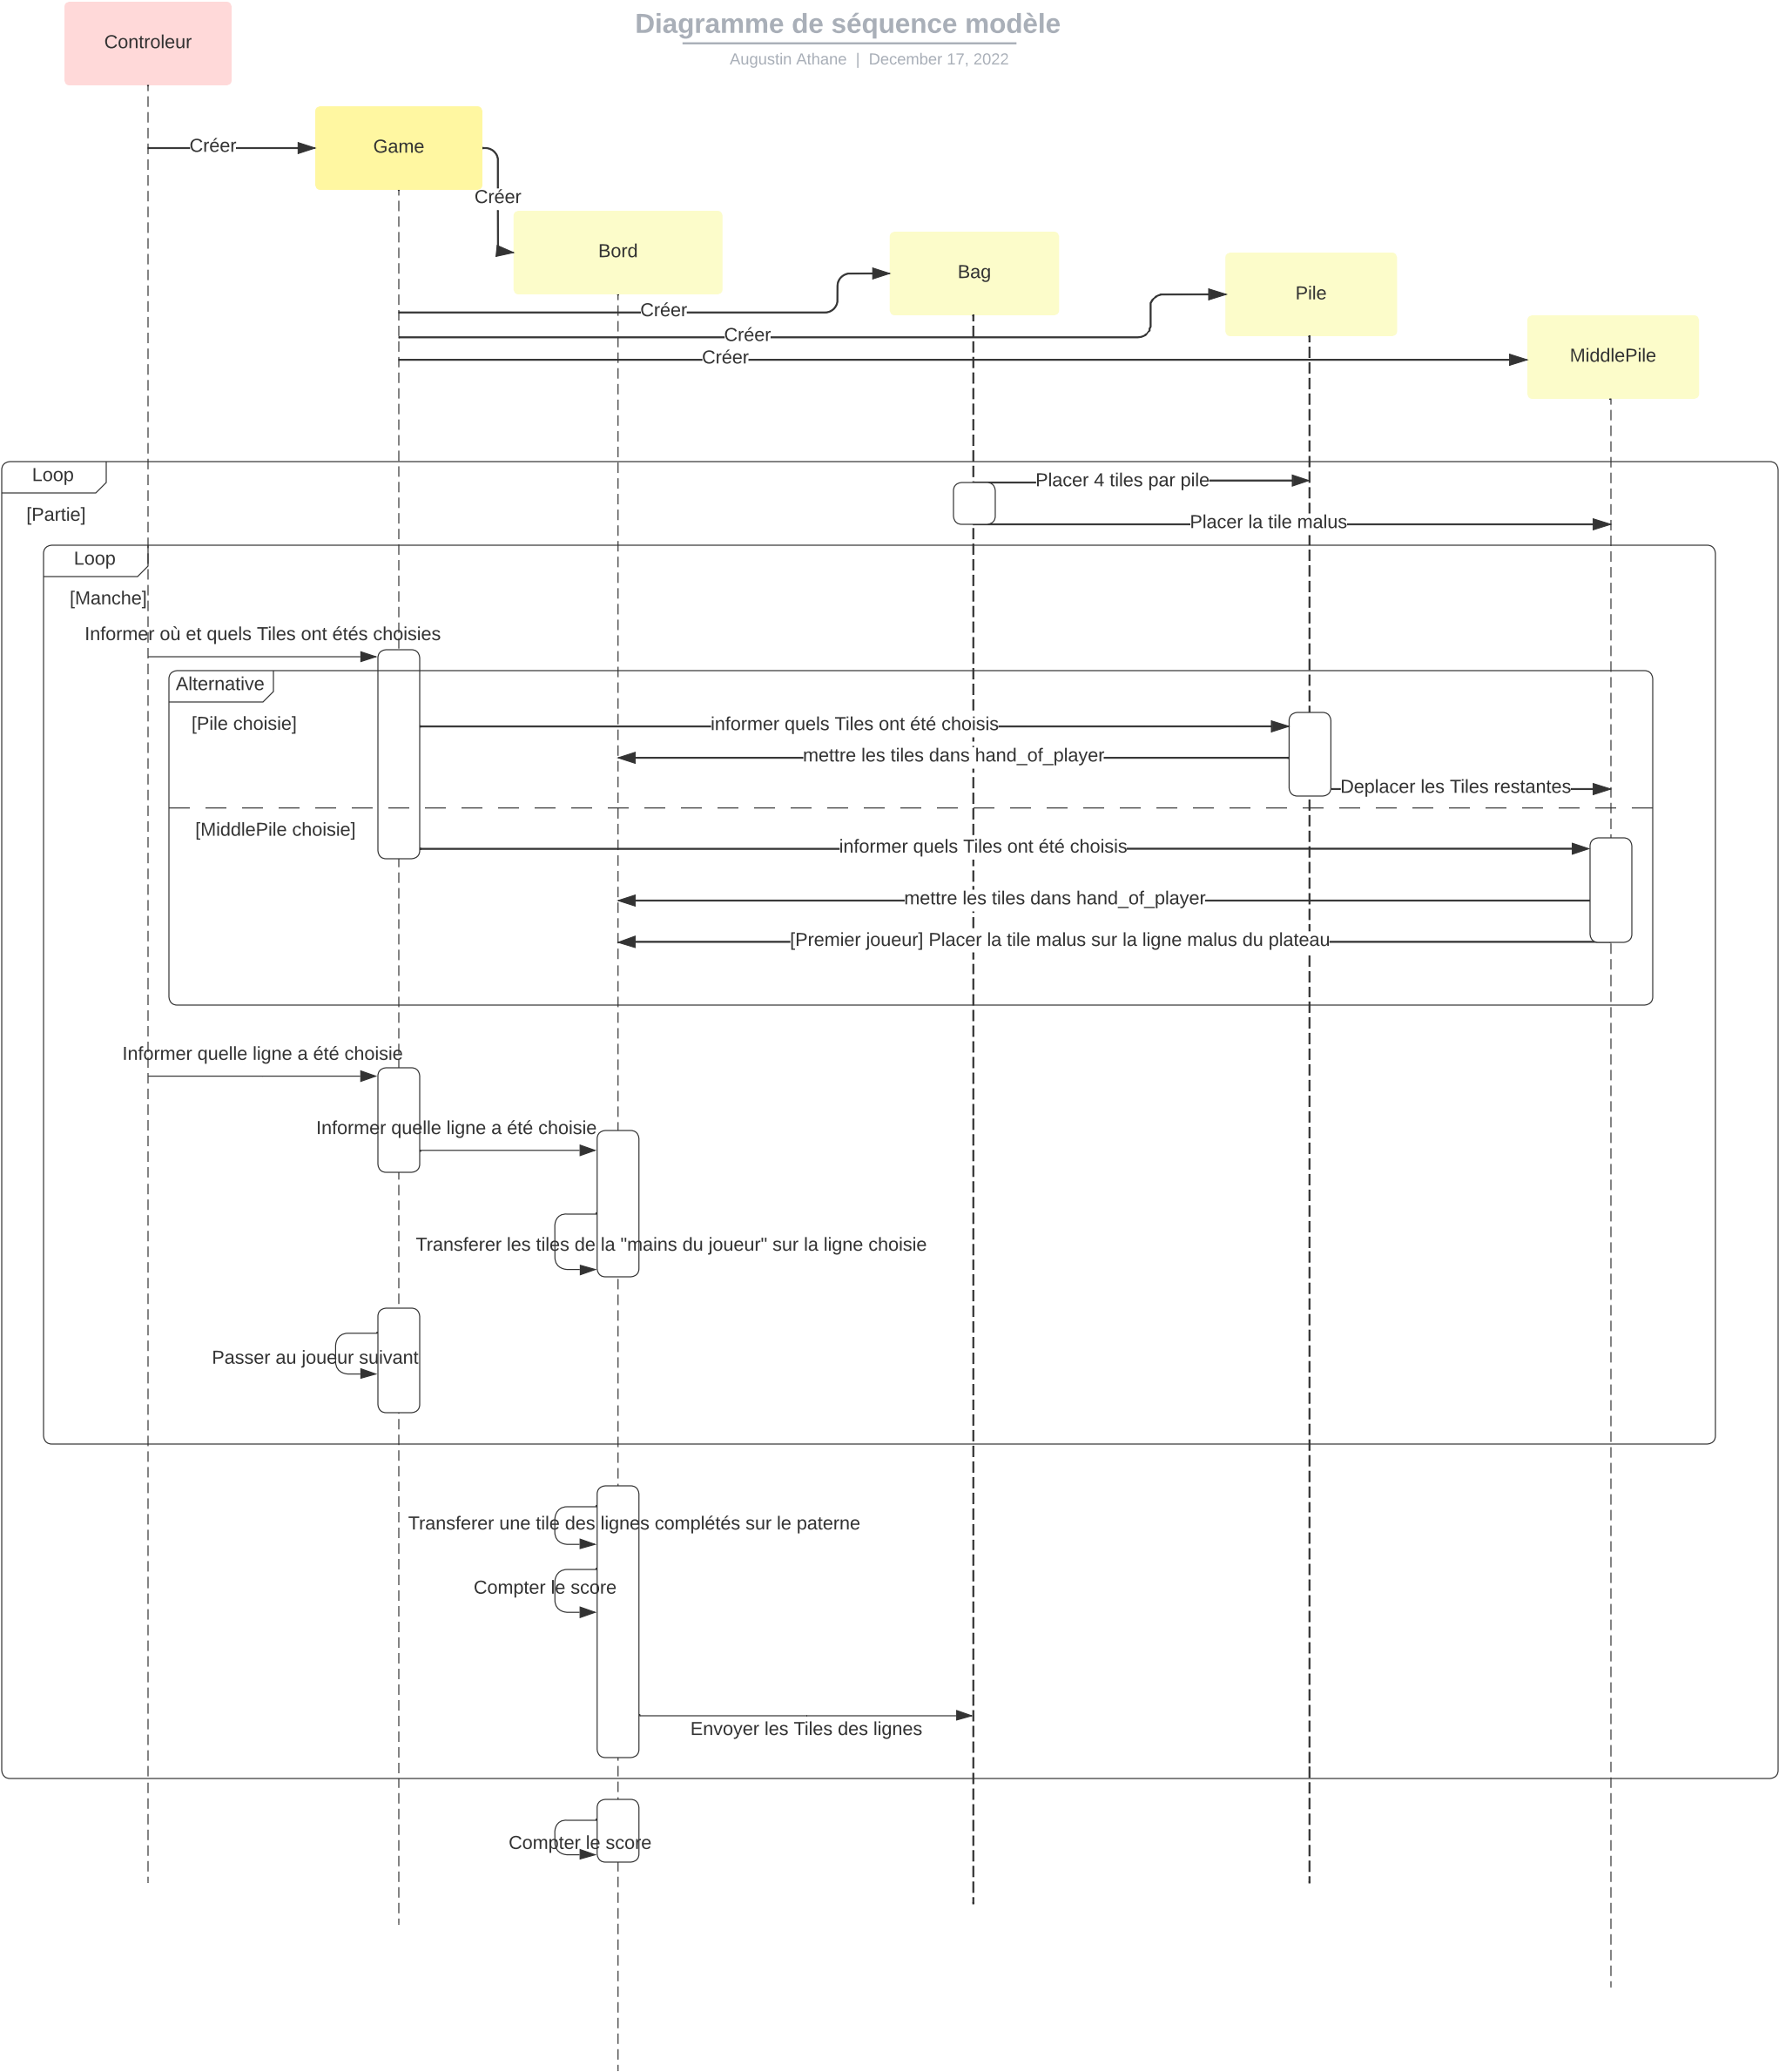 Diagramme de séquence modèle
Augustin Athane | December 17, 2022
Controleur
Créer
Game
Créer
Bord
Bag
Pile
Créer
Créer
Créer
MiddlePile
Loop
[Partie]
Placer 4 tiles par pile
Placer la tile malus
Loop
[Manche]
Informer où et quels Tiles ont étés choisies
Alternative
[Pile choisie]
informer quels Tiles ont été choisis
mettre les tiles dans hand_of_player
Deplacer les Tiles restantes
[MiddlePile choisie]
informer quels Tiles ont été choisis
mettre les tiles dans hand_of_player
[Premier joueur] Placer la tile malus sur la ligne malus du plateau
Informer quelle ligne a été choisie
Informer quelle ligne a été choisie
Transferer les tiles de la "mains du joueur" sur la ligne choisie
Passer au joueur suivant
Transferer une tile des lignes complétés sur le paterne
Compter le score
Envoyer les Tiles des lignes
Compter le score